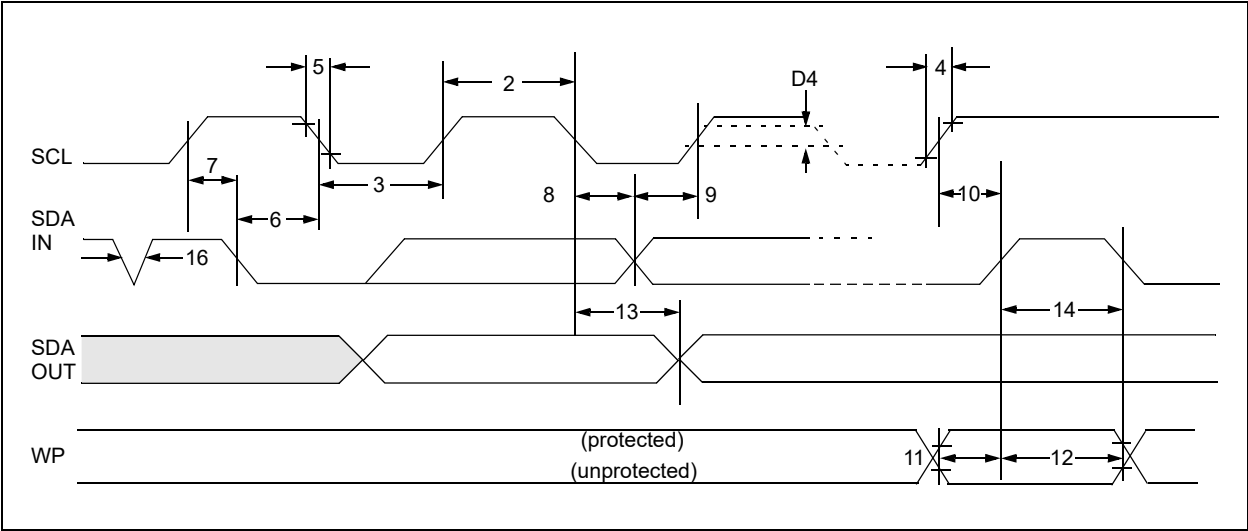 5
2
D4
4
SCL
7
3
8
9
10
SDA
IN
6
16
13
14
SDA
OUT
WP
(protected)
(unprotected)
11
12